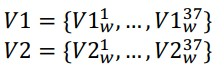 V1 = {V1_w^1, …, V1_w^37}
V2 = {V2_w^1, …, V2_w^37}